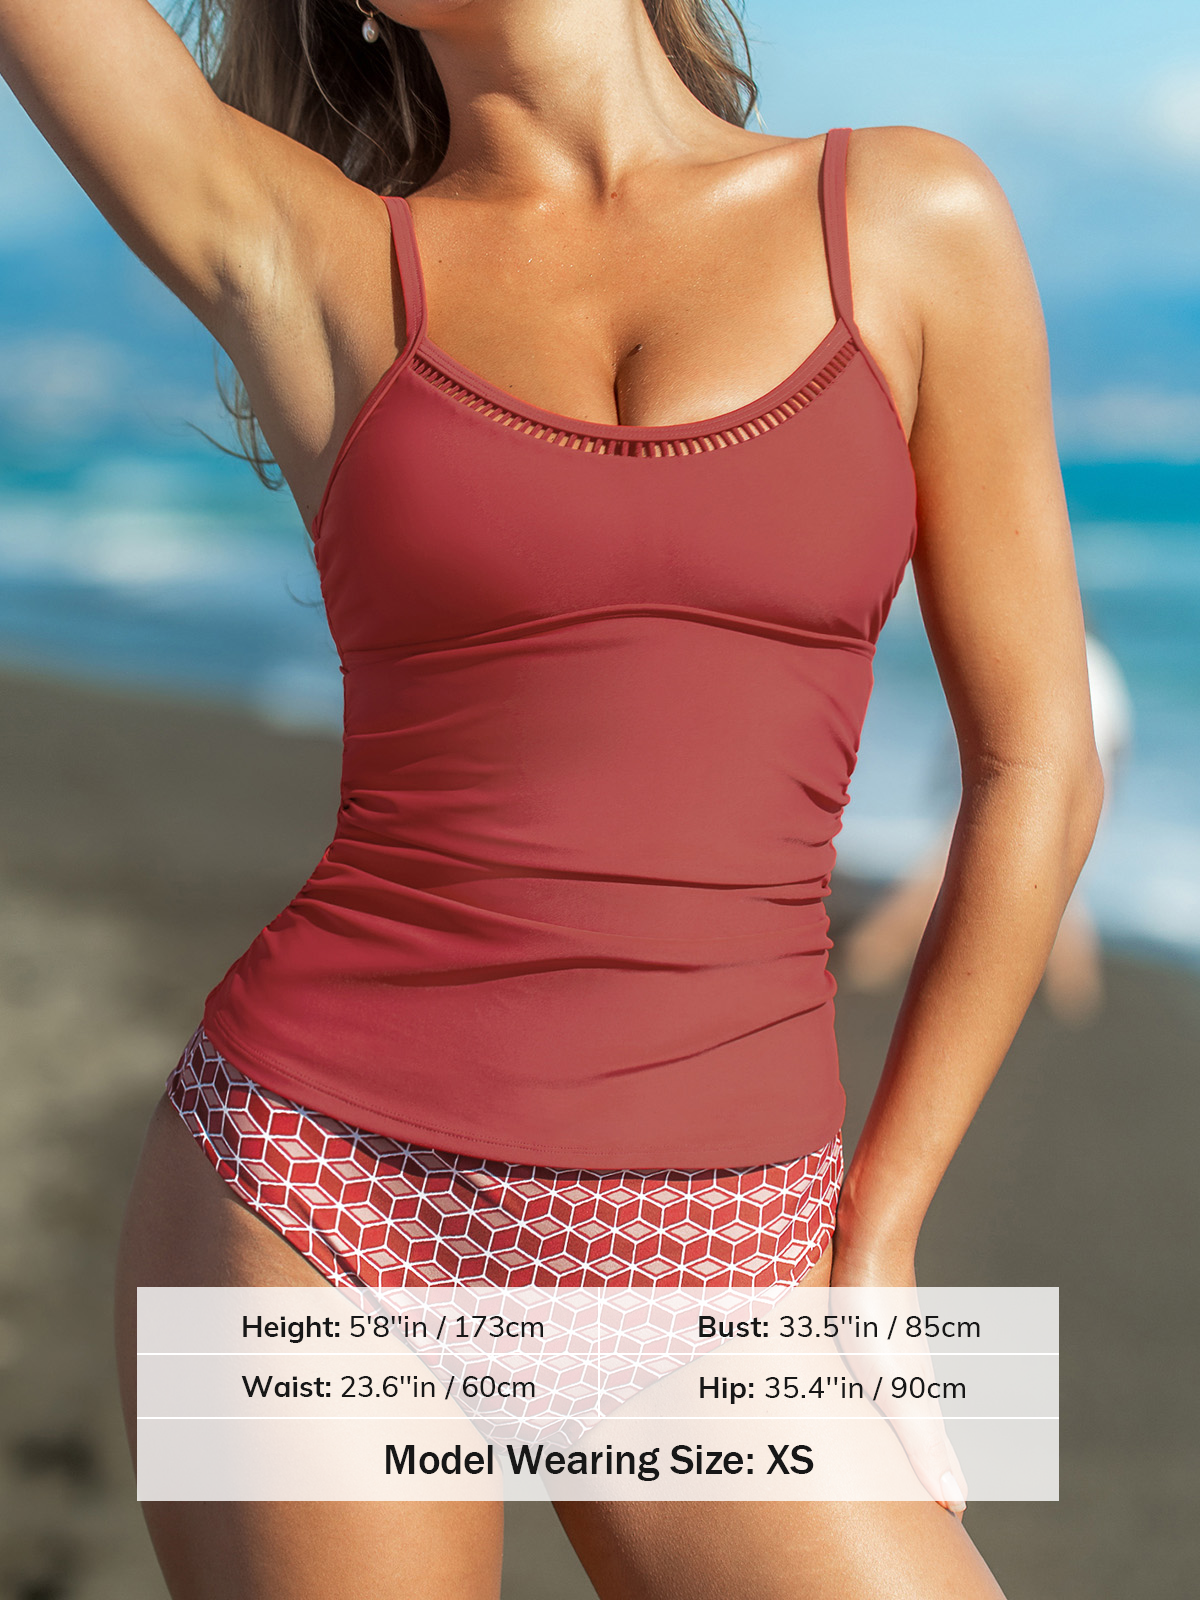 Height: 5'8''in / 173cm
Bust: 33.5''in / 85cm
Waist: 23.6''in / 60cm
Hip: 35.4''in / 90cm
Model Wearing Size: XS